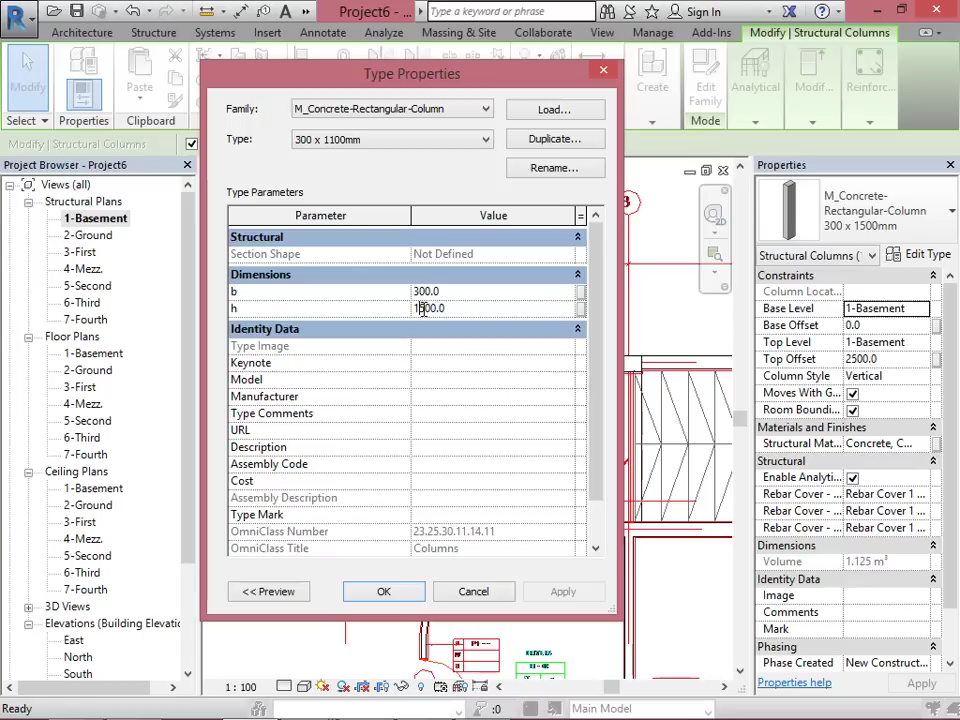 Project6 - ...
Type a keyword or phrase
Sign In
Architecture
Structure
Systems
Insert
Annotate
Analyze
Massing & Site
Collaborate
View
Manage
Add-Ins
Modify | Structural Columns
Modify
Properties
Paste
Create
Edit
Family
Analytical
Modif...
Reinforc...
Select
Properties
Clipboard
Mode
Modify | Structural Columns
Project Browser - Project6
Views (all)
Structural Plans
1-Basement
2-Ground
3-First
4-Mezz.
5-Second
6-Third
7-Fourth
Floor Plans
1-Basement
2-Ground
3-First
4-Mezz.
5-Second
6-Third
7-Fourth
Ceiling Plans
1-Basement
2-Ground
3-First
4-Mezz.
5-Second
6-Third
7-Fourth
3D Views
Elevations (Building Elevatio
East
North
South
Type Properties
Family:
M_Concrete-Rectangular-Column
Load...
Type:
300 x 1100mm
Duplicate...
Rename...
Type Parameters
Parameter
Value
=
Structural
Section Shape
Not Defined
Dimensions
b
300.0
h
Identity Data
Type Image
Keynote
Model
Manufacturer
Type Comments
URL
Description
Assembly Code
Cost
Assembly Description
Type Mark
OmniClass Number
23.25.30.11.14.11
OmniClass Title
Columns
<< Preview
OK
Cancel
Apply
2D
Properties
M_Concrete-
Rectangular-Column
300 x 1500mm
Structural Columns (
Edit Type
Constraints
Column Locat...
Base Level
1-Basement
Base Offset
0.0
Top Level
1-Basement
Top Offset
2500.0
Column Style
Vertical
Moves With G...
Room Boundi...
Materials and Finishes
Structural Mat...
Concrete, C...
Structural
Enable Analyti...
Rebar Cover - ...
Rebar Cover 1 ...
Rebar Cover - ...
Rebar Cover 1 ...
Rebar Cover - ...
Rebar Cover 1 ...
Dimensions
Volume
1.125 m³
Identity Data
Image
Comments
Mark
Phasing
Phase Created
New Construct...
Properties help
Apply
1 : 100
Ready
:0
Main Model